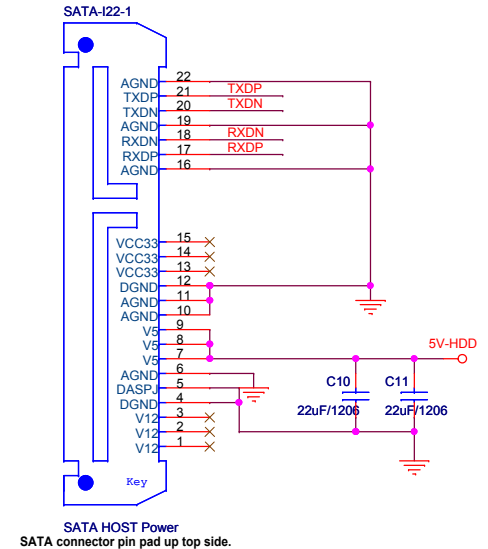 SATA-I22-1
AGND 22
TXDP 21 TXDP
TXDN 20 TXDN
AGND 19
RXDN 18 RXDN
RXDP 17 RXDP
AGND 16
VCC33 15
VCC33 14
VCC33 13
DGND 12
AGND 11
AGND 10
V5 9
V5 8
V5 7
5V-HDD
AGND 6
DASPJ 5
DGND 4
V12 3
V12 2
V12 1
C10 C11
22uF/1206 22uF/1206
Key
SATA HOST Power
SATA connector pin pad up top side.